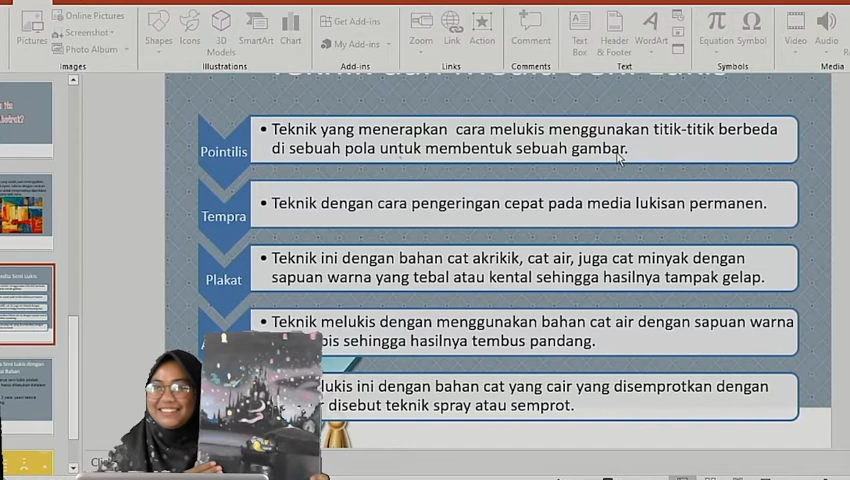 Pictures
Online Pictures
Screenshot
Photo Album
Images
Shapes
Icons
3D
Models
SmartArt
Chart
Illustrations
Get Add-ins
My Add-ins
Add-ins
Zoom
Link
Action
Links
Comment
Comments
Text
Box
Header
& Footer
WordArt
Text
Equation
Symbol
Symbols
Video
Audio
Media
Pointilis
• Teknik yang menerapkan cara melukis menggunakan titik-titik berbeda
di sebuah pola untuk membentuk sebuah gambar.
Tempra
• Teknik dengan cara pengeringan cepat pada media lukisan permanen.
Plakat
• Teknik ini dengan bahan cat akrikik, cat air, juga cat minyak dengan
sapuan warna yang tebal atau kental sehingga hasilnya tampak gelap.
• Teknik melukis dengan menggunakan bahan cat air dengan sapuan warna
pis sehingga hasilnya tembus pandang.
lukis ini dengan bahan cat yang cair yang disemprotkan dengan
disebut teknik spray atau semprot.